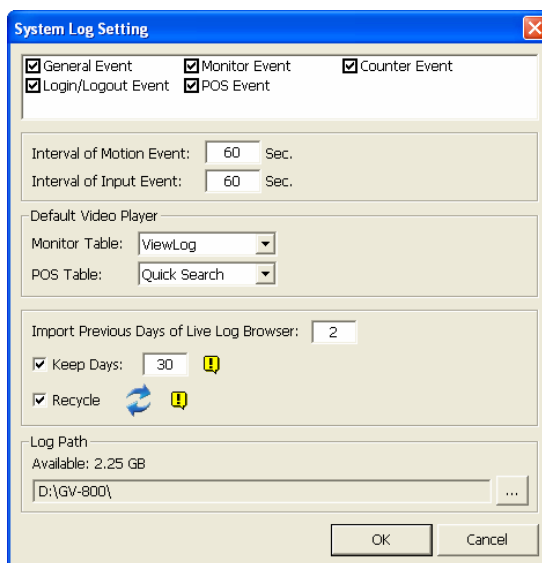 System Log Setting
General Event Monitor Event Counter Event
Login/Logout Event POS Event
Interval of Motion Event: 60 Sec.
Interval of Input Event: 60 Sec.
Default Video Player
Monitor Table: ViewLog
POS Table: Quick Search
Import Previous Days of Live Log Browser: 2
Keep Days: 30
Recycle
Log Path
Available: 2.25 GB
D:\GV-800\ ...
OK Cancel